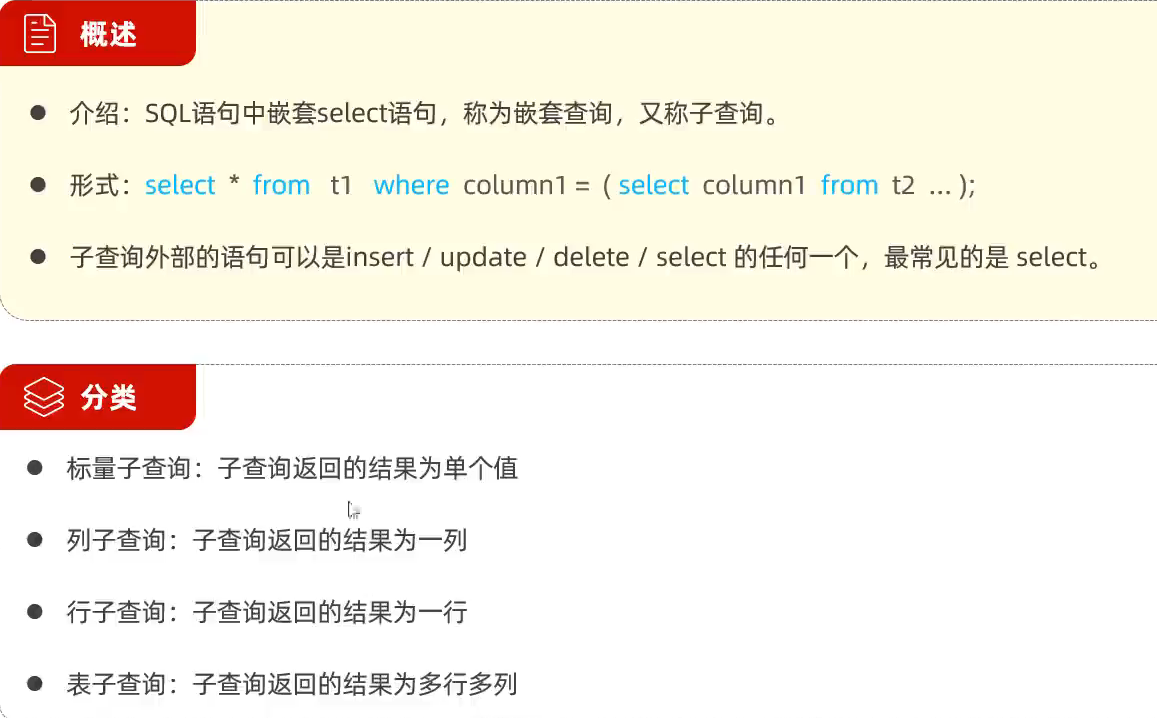 概述
介绍：SQL语句中嵌套select语句，称为嵌套查询，又称子查询。
形式：select * from t1 where column1 = ( select column1 from t2 … );
子查询外部的语句可以是insert / update / delete / select 的任何一个，最常见的是 select。
分类
标量子查询：子查询返回的结果为单个值
列子查询：子查询返回的结果为一列
行子查询：子查询返回的结果为一行
表子查询：子查询返回的结果为多行多列